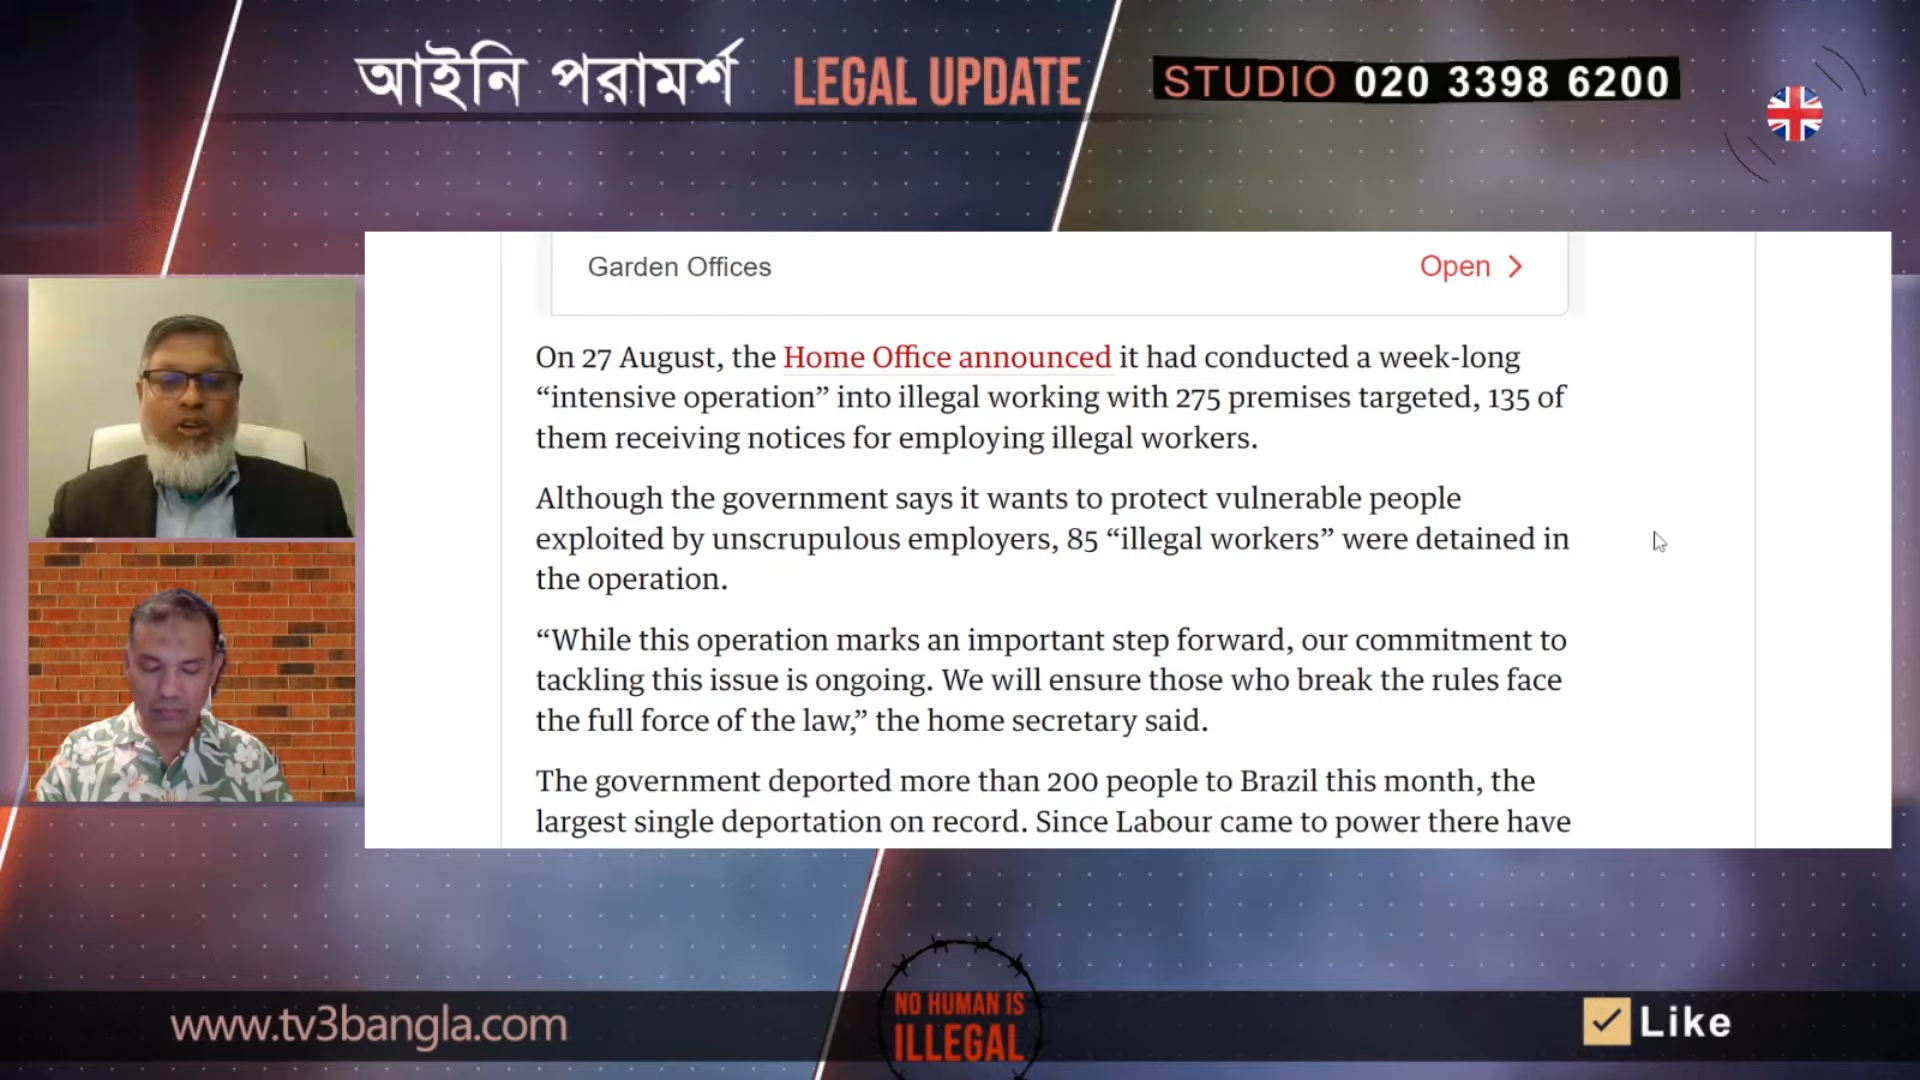 আইনি পরামর্শ LEGAL UPDATE
STUDIO 020 3398 6200
Garden Offices
Open
On 27 August, the Home Office announced it had conducted a week-long
“intensive operation” into illegal working with 275 premises targeted, 135 of
them receiving notices for employing illegal workers.
Although the government says it wants to protect vulnerable people
exploited by unscrupulous employers, 85 “illegal workers” were detained in
the operation.
“While this operation marks an important step forward, our commitment to
tackling this issue is ongoing. We will ensure those who break the rules face
the full force of the law,” the home secretary said.
The government deported more than 200 people to Brazil this month, the
largest single deportation on record. Since Labour came to power there have
www.tv3bangla.com
NO HUMAN IS
ILLEGAL
Like